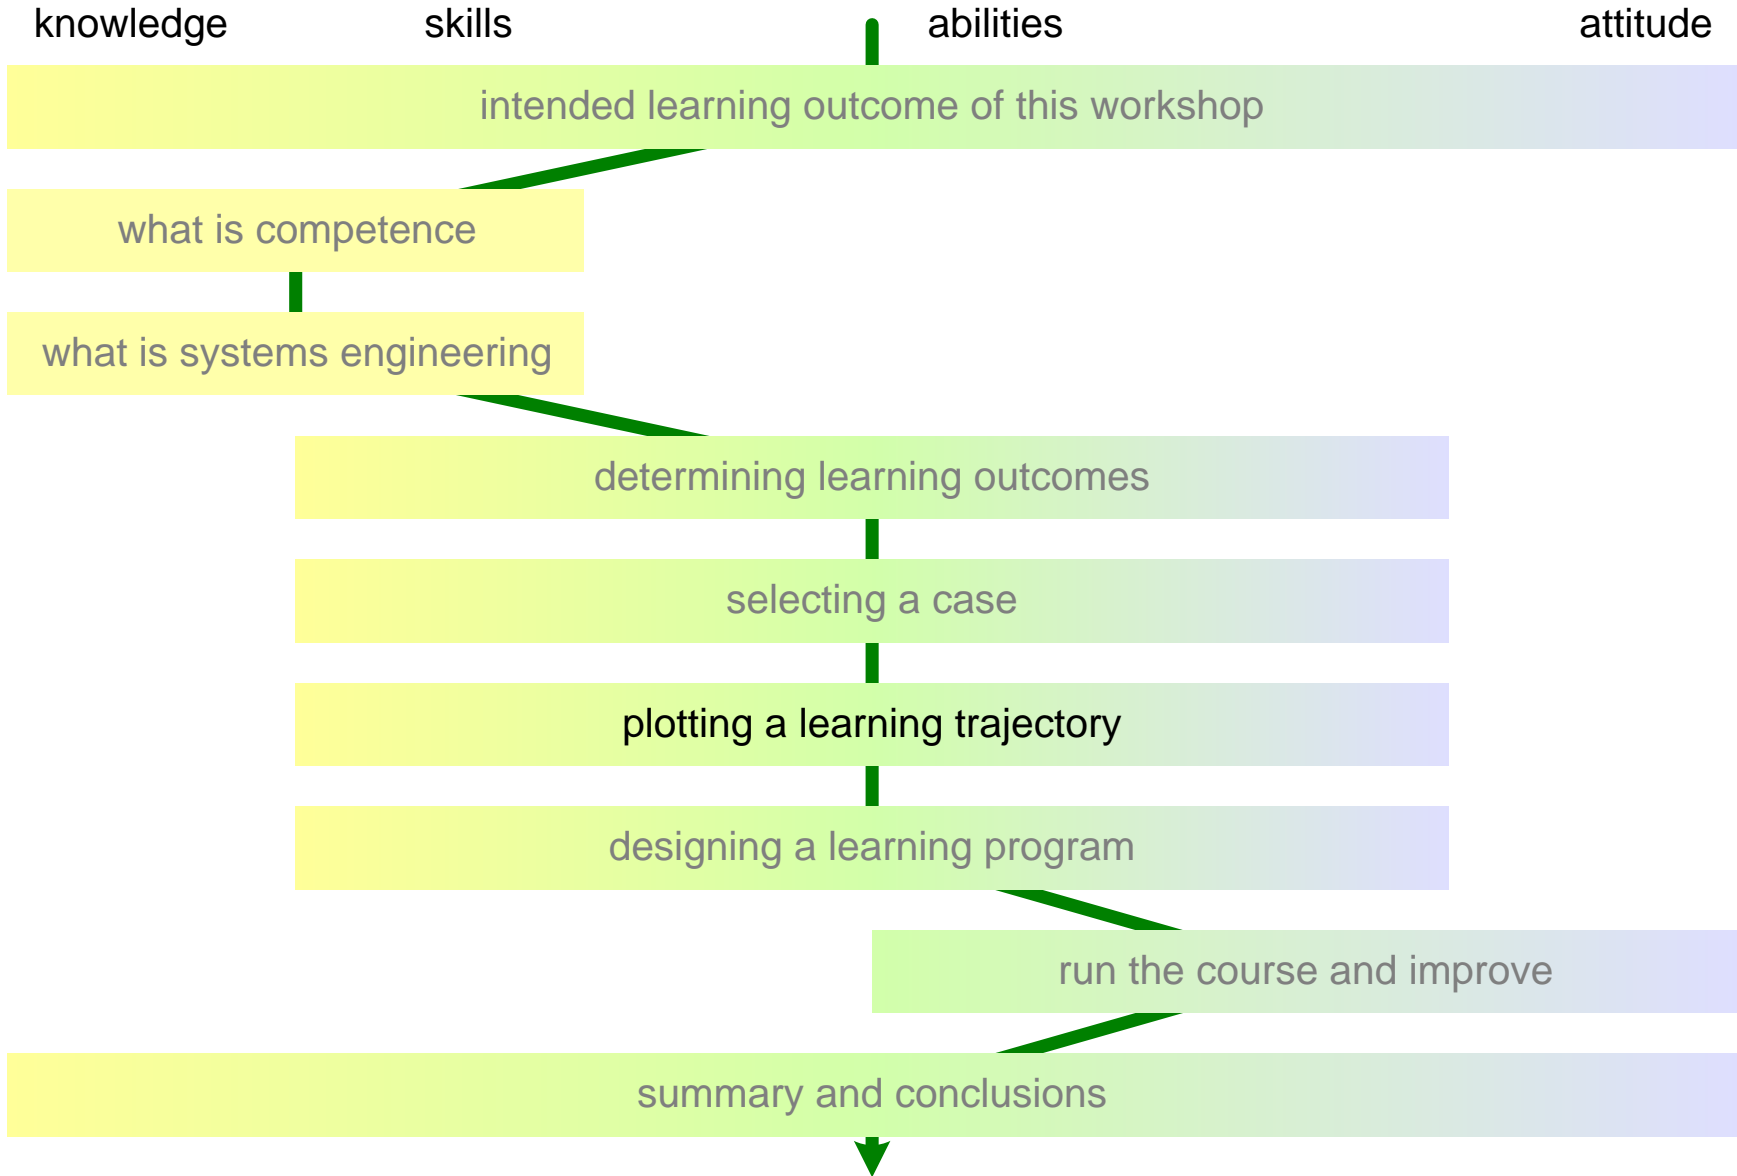 knowledge skills abilities attitude
intended learning outcome of this workshop
what is competence
what is systems engineering
determining learning outcomes
selecting a case
plotting a learning trajectory
designing a learning program
run the course and improve
summary and conclusions